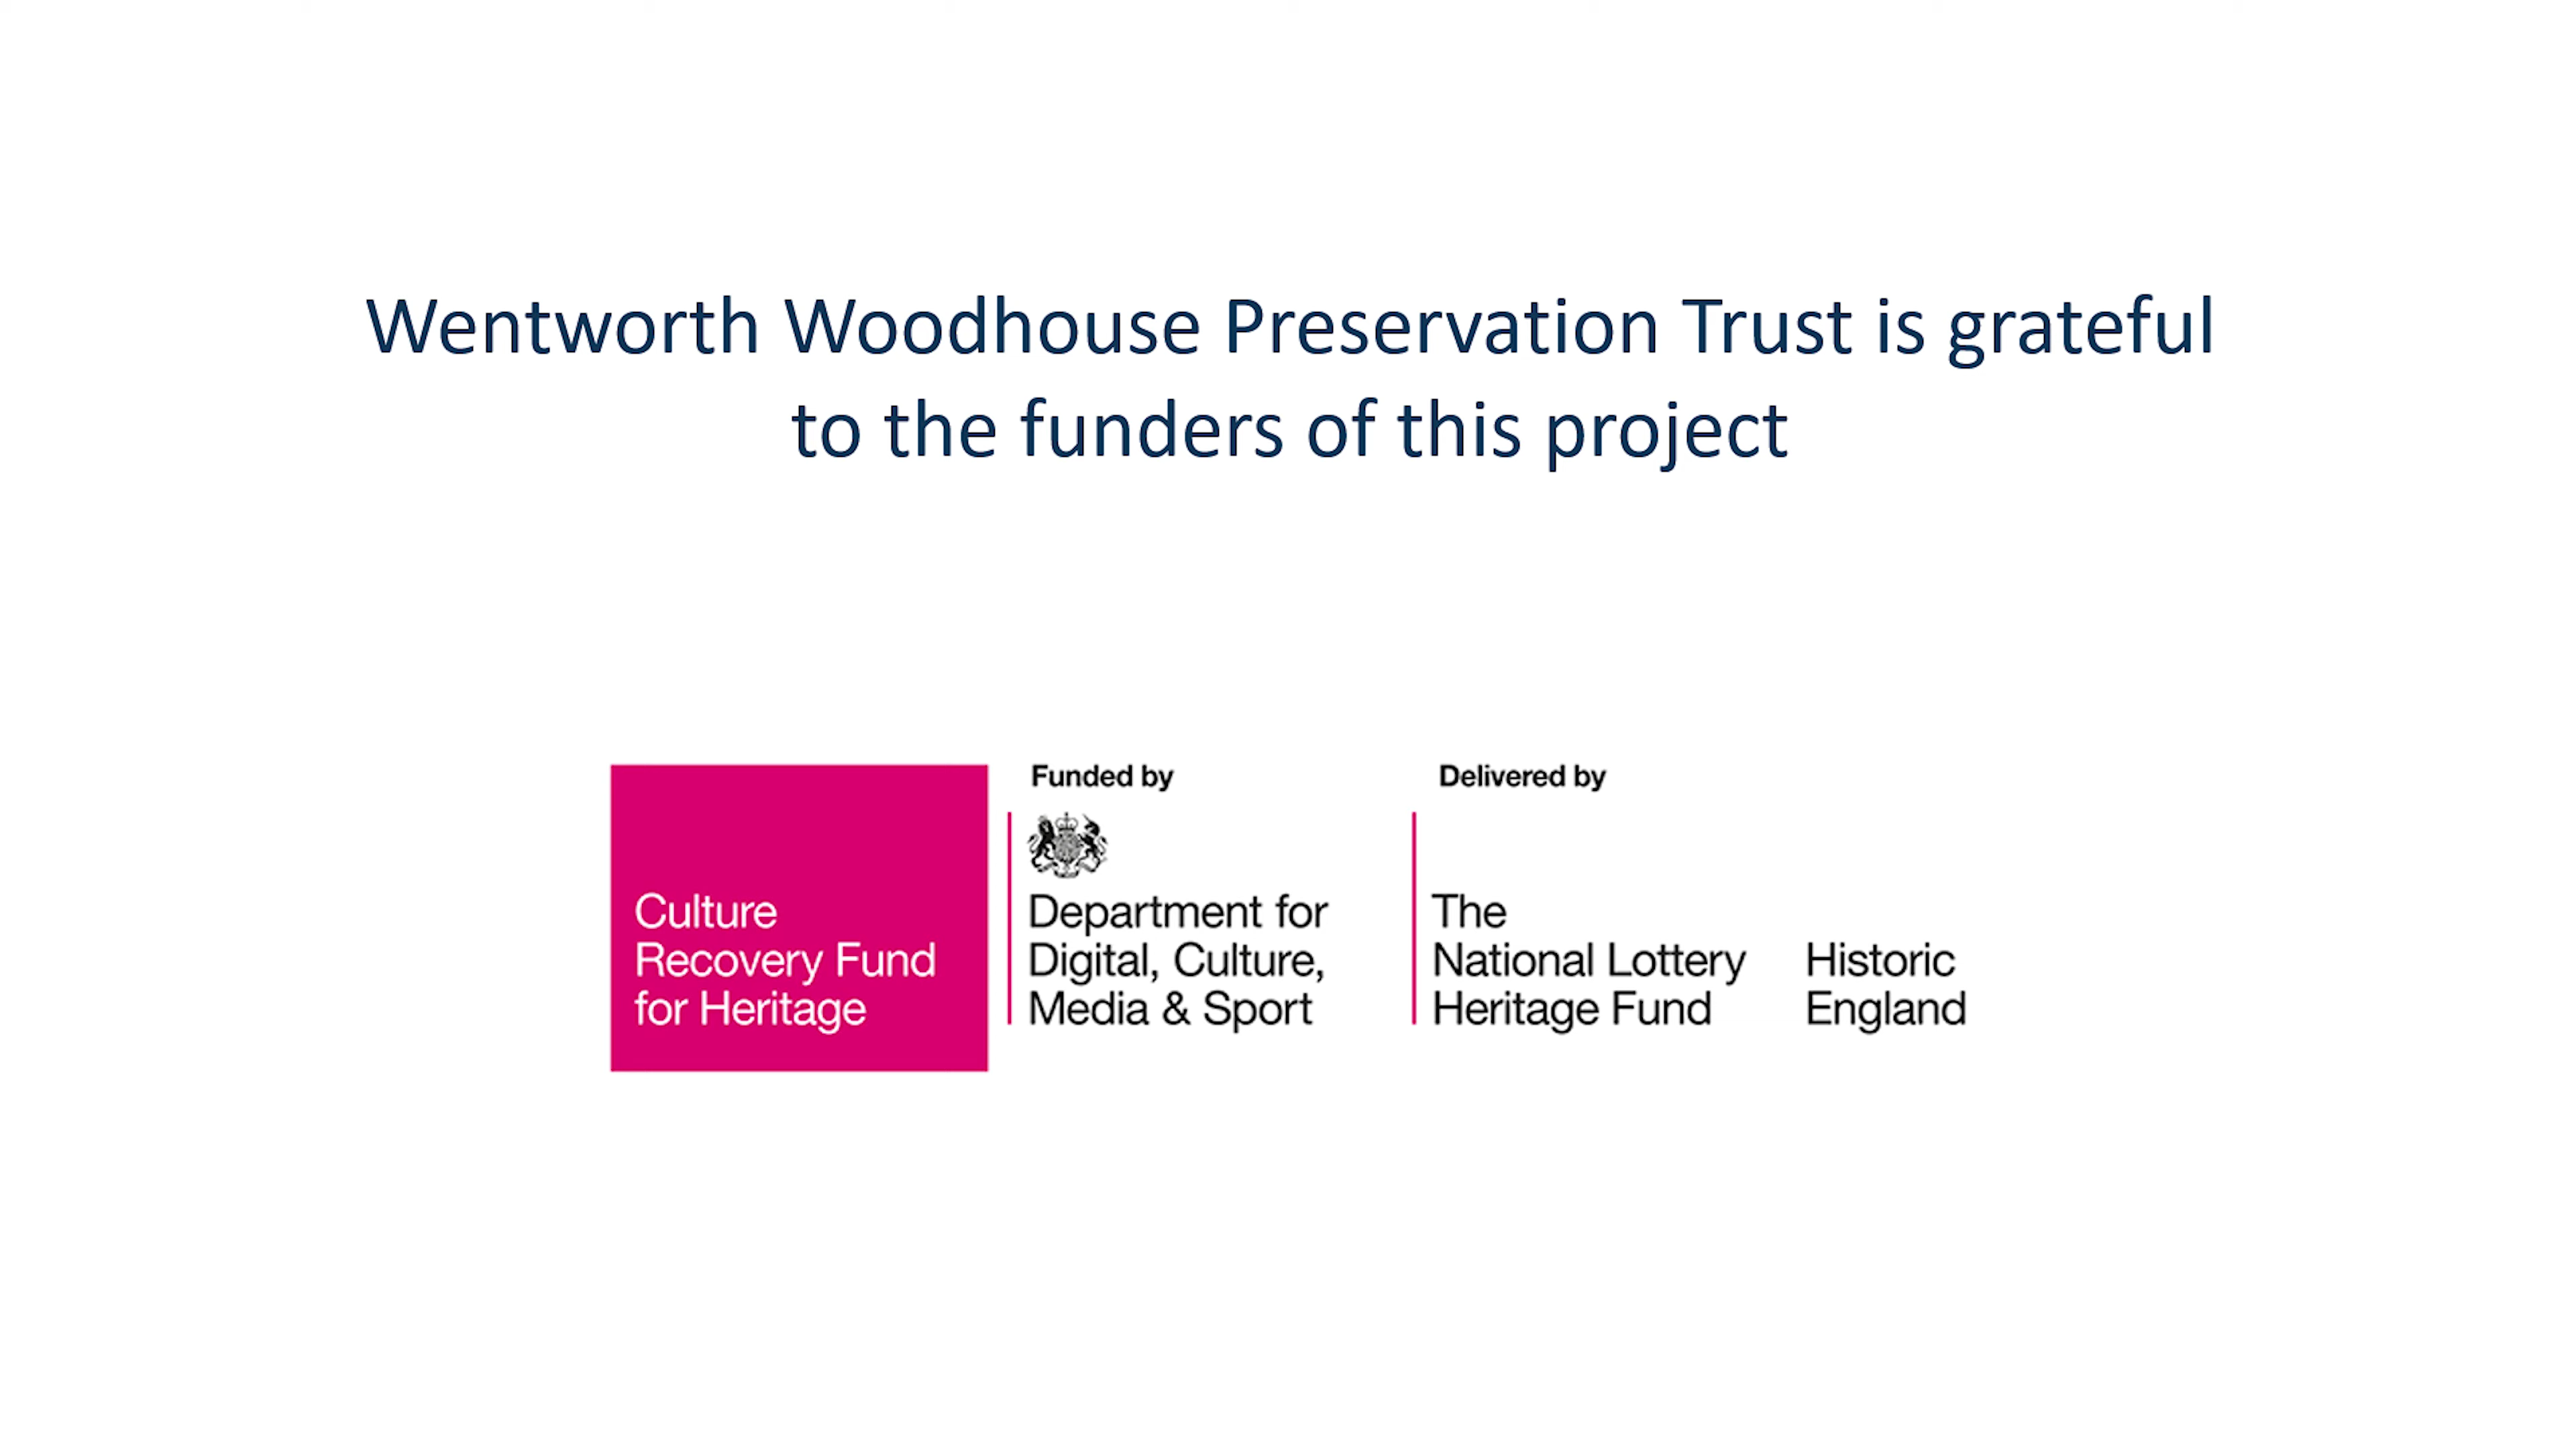 Wentworth Woodhouse Preservation Trust is grateful
to the funders of this project
Culture
Recovery Fund
for Heritage
Funded by
Department for
Digital, Culture,
Media & Sport
Delivered by
The
National Lottery
Heritage Fund
Historic
England